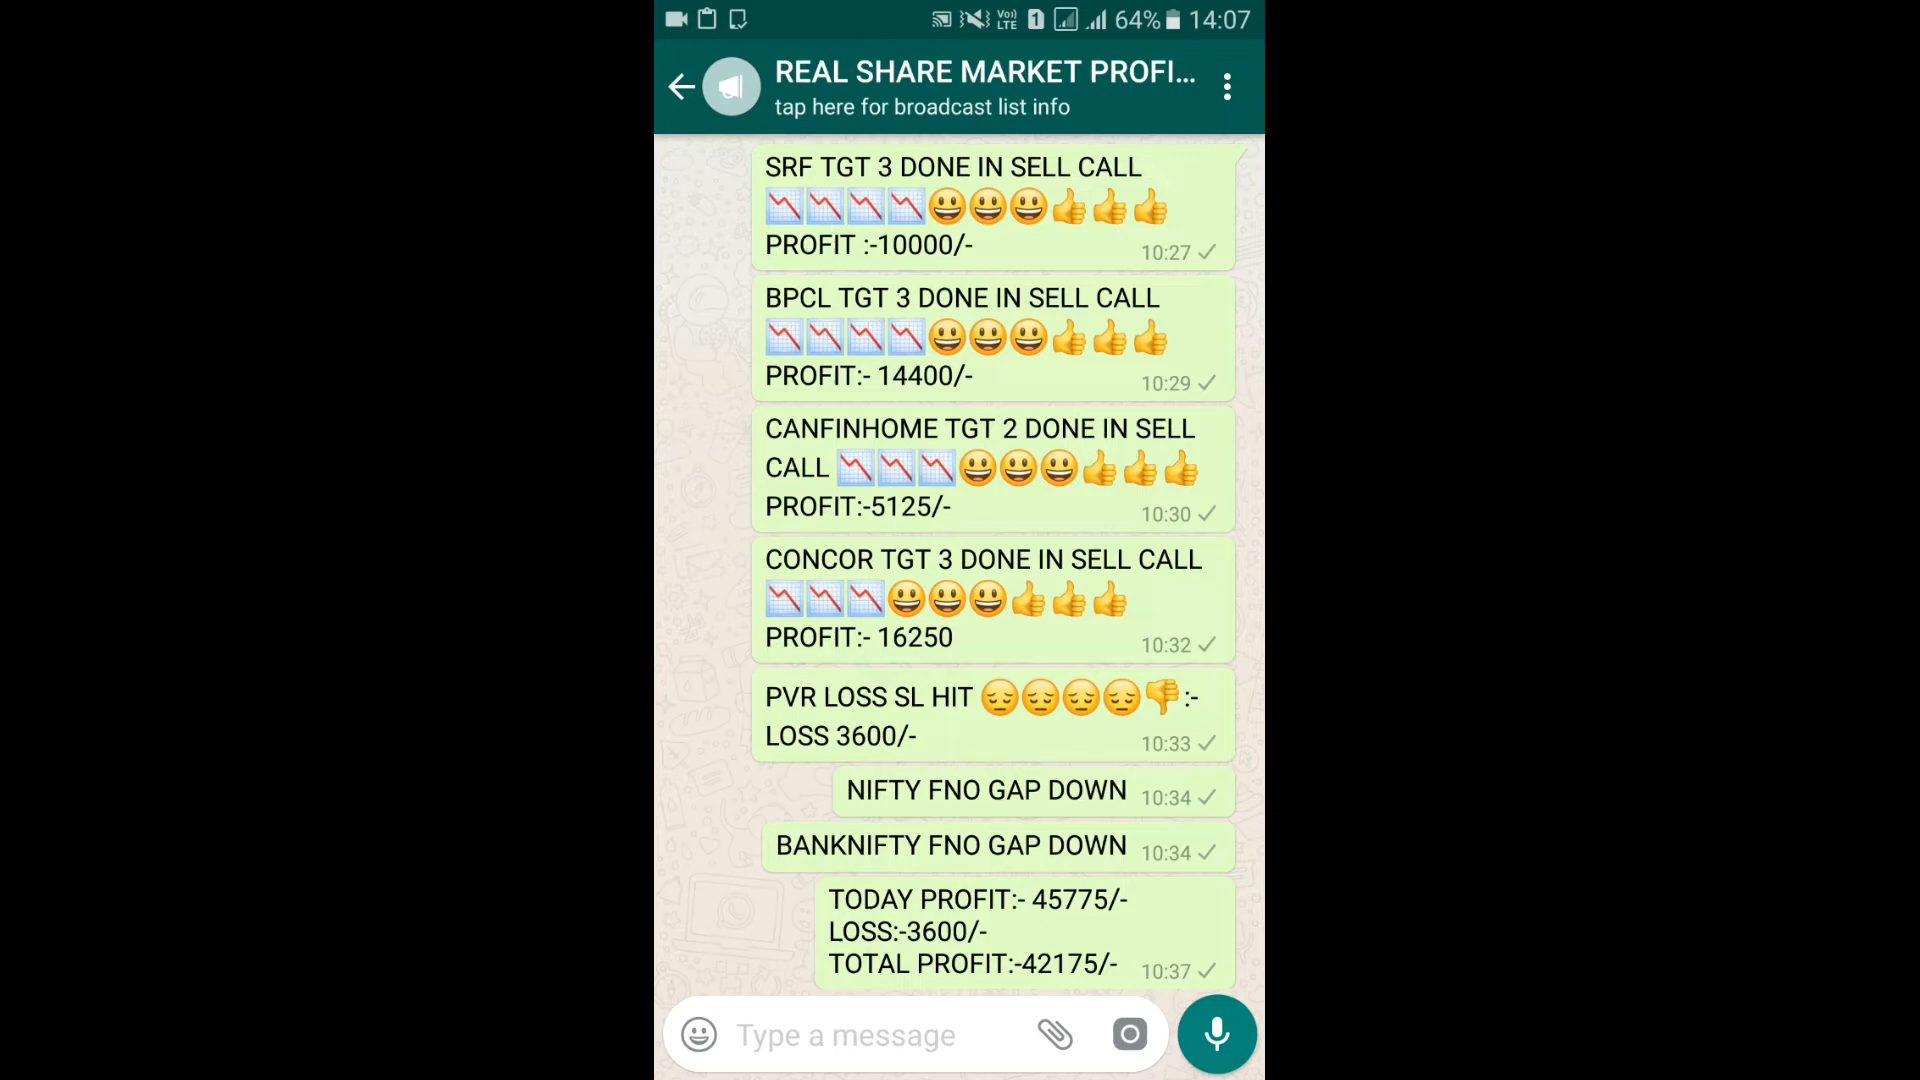 Vo)) LTE 1 64% 14:07
REAL SHARE MARKET PROFI...
tap here for broadcast list info
SRF TGT 3 DONE IN SELL CALL
📉📉📉📉😃😃😃👍👍👍
PROFIT :-10000/- 10:27
BPCL TGT 3 DONE IN SELL CALL
📉📉📉📉😃😃😃👍👍👍
PROFIT:- 14400/- 10:29
CANFINHOME TGT 2 DONE IN SELL
CALL 📉📉📉😃😃😃👍👍👍
PROFIT:-5125/- 10:30
CONCOR TGT 3 DONE IN SELL CALL
📉📉📉😃😃😃👍👍👍
PROFIT:- 16250 10:32
PVR LOSS SL HIT 😔😔😔😔👎:-
LOSS 3600/- 10:33
NIFTY FNO GAP DOWN 10:34
BANKNIFTY FNO GAP DOWN 10:34
TODAY PROFIT:- 45775/-
LOSS:-3600/-
TOTAL PROFIT:-42175/- 10:37
Type a message